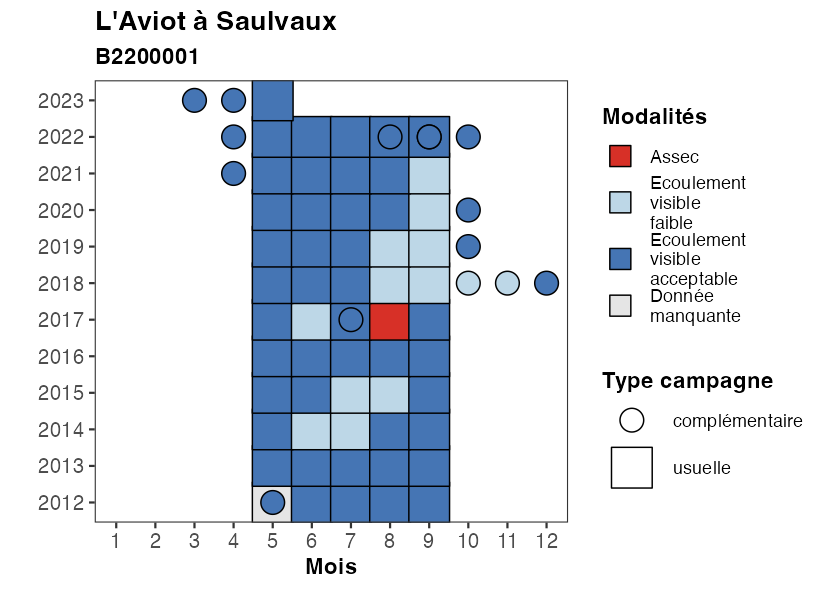 L'Aviot à Saulvaux
B2200001
2023
2022
2021
2020
2019
2018
2017
2016
2015
2014
2013
2012
1 2 3 4 5 6 7 8 9 10 11 12
Mois
Modalités
Assec
Ecoulement
visible
faible
Ecoulement
visible
acceptable
Donnée
manquante
Type campagne
complémentaire
usuelle